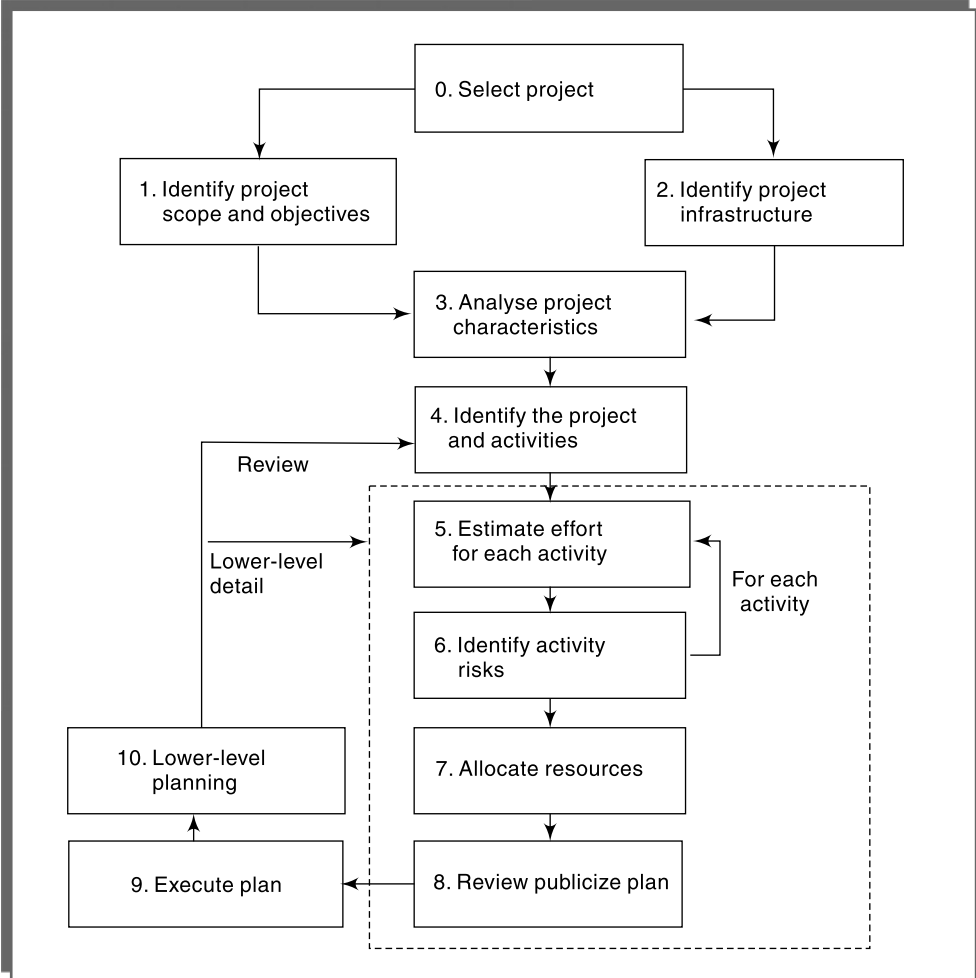 0. Select project
1. Identify project
scope and objectives
2. Identify project
infrastructure
3. Analyse project
characteristics
4. Identify the project
and activities
Review
5. Estimate effort
for each activity
Lower-level
detail
For each
activity
6. Identify activity
risks
10. Lower-level
planning
7. Allocate resources
9. Execute plan
8. Review publicize plan